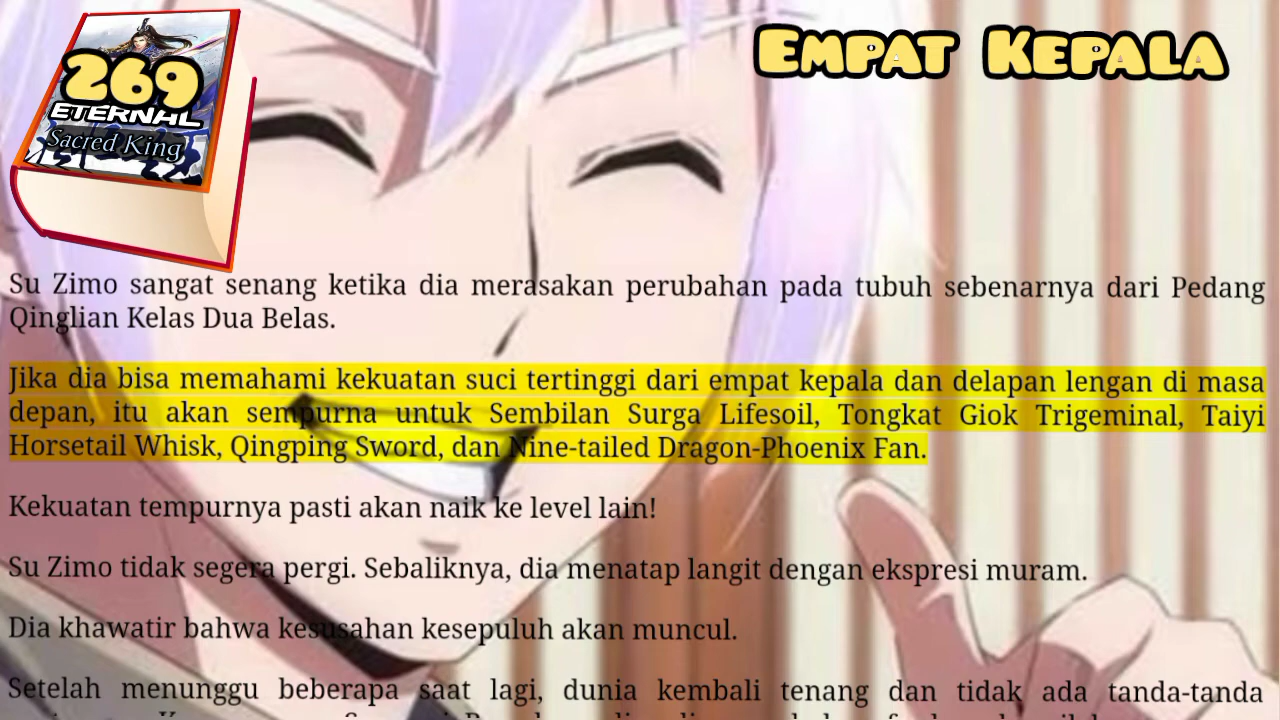 Empat Kepala
269
ETERNAL
Sacred King
Su Zimo sangat senang ketika dia merasakan perubahan pada tubuh sebenarnya dari Pedang
Qinglian Kelas Dua Belas.
Jika dia bisa memahami kekuatan suci tertinggi dari empat kepala dan delapan lengan di masa
depan, itu akan sempurna untuk Sembilan Surga Lifesoil, Tongkat Giok Trigeminal, Taiyi
Horsetail Whisk, Qingping Sword, dan Nine-tailed Dragon-Phoenix Fan.
Kekuatan tempurnya pasti akan naik ke level lain!
Su Zimo tidak segera pergi. Sebaliknya, dia menatap langit dengan ekspresi muram.
Dia khawatir bahwa kesusahan kesepuluh akan muncul.
Setelah menunggu beberapa saat lagi, dunia kembali tenang dan tidak ada tanda-tanda